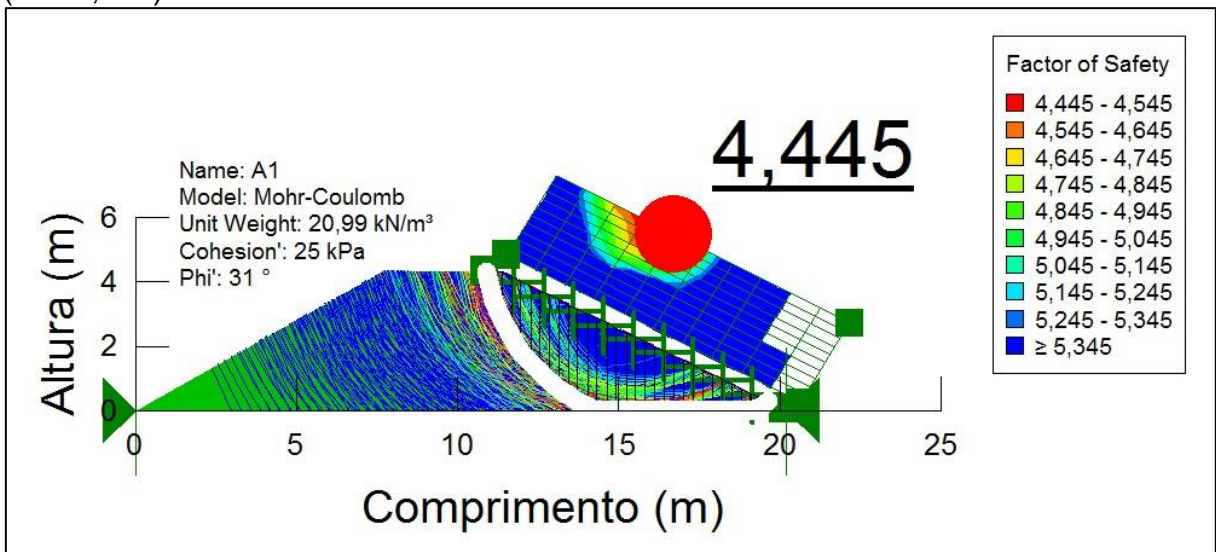 4,445
Factor of Safety
4,445 - 4,545
4,545 - 4,645
4,645 - 4,745
4,745 - 4,845
4,845 - 4,945
4,945 - 5,045
5,045 - 5,145
5,145 - 5,245
5,245 - 5,345
≥ 5,345
Name: A1
Model: Mohr-Coulomb
Unit Weight: 20,99 kN/m³
Cohesion': 25 kPa
Phi': 31 °
Altura (m)
6
4
2
0
0 5 10 15 20 25
Comprimento (m)